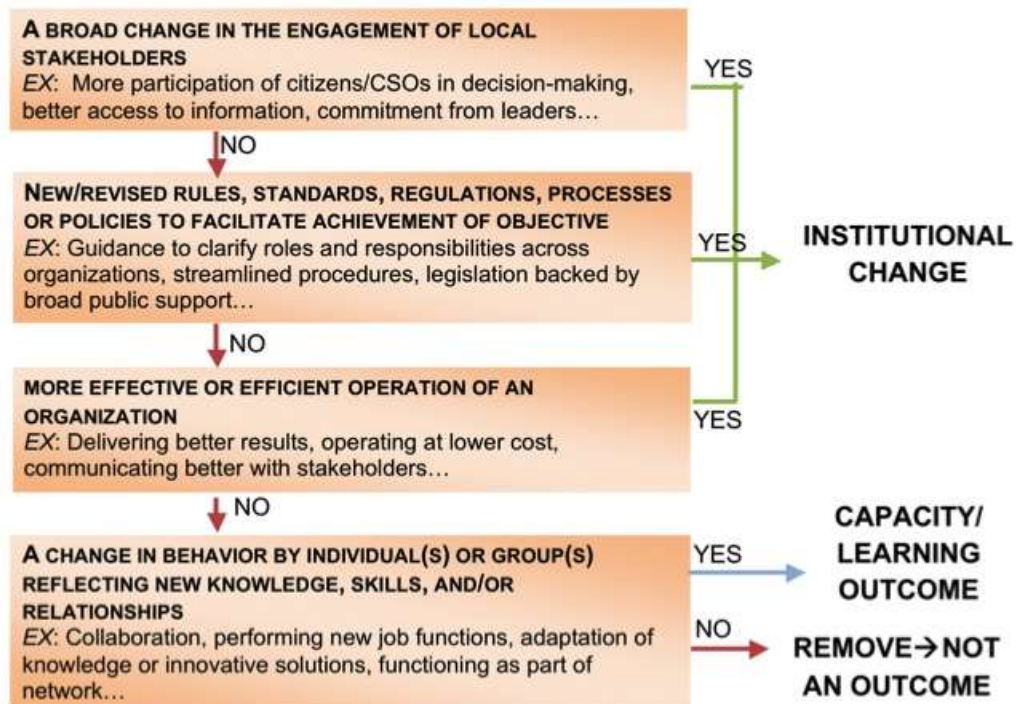 A BROAD CHANGE IN THE ENGAGEMENT OF LOCAL
STAKEHOLDERS
EX: More participation of citizens/CSOs in decision-making,
better access to information, commitment from leaders…
YES
NO
NEW/REVISED RULES, STANDARDS, REGULATIONS, PROCESSES
OR POLICIES TO FACILITATE ACHIEVEMENT OF OBJECTIVE
EX: Guidance to clarify roles and responsibilities across
organizations, streamlined procedures, legislation backed by
broad public support…
YES
INSTITUTIONAL
CHANGE
NO
MORE EFFECTIVE OR EFFICIENT OPERATION OF AN
ORGANIZATION
EX: Delivering better results, operating at lower cost,
communicating better with stakeholders…
YES
NO
A CHANGE IN BEHAVIOR BY INDIVIDUAL(S) OR GROUP(S)
REFLECTING NEW KNOWLEDGE, SKILLS, AND/OR
RELATIONSHIPS
EX: Collaboration, performing new job functions, adaptation of
knowledge or innovative solutions, functioning as part of
network…
YES
CAPACITY/
LEARNING
OUTCOME
NO
REMOVE→NOT
AN OUTCOME